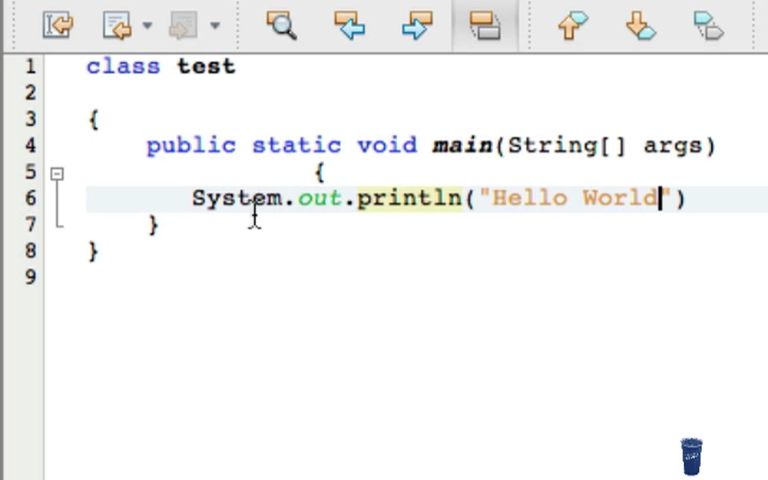 1 class test
2
3 {
4 public static void main(String[] args)
5 {
6 System.out.println("Hello World")
7 }
8 }
9